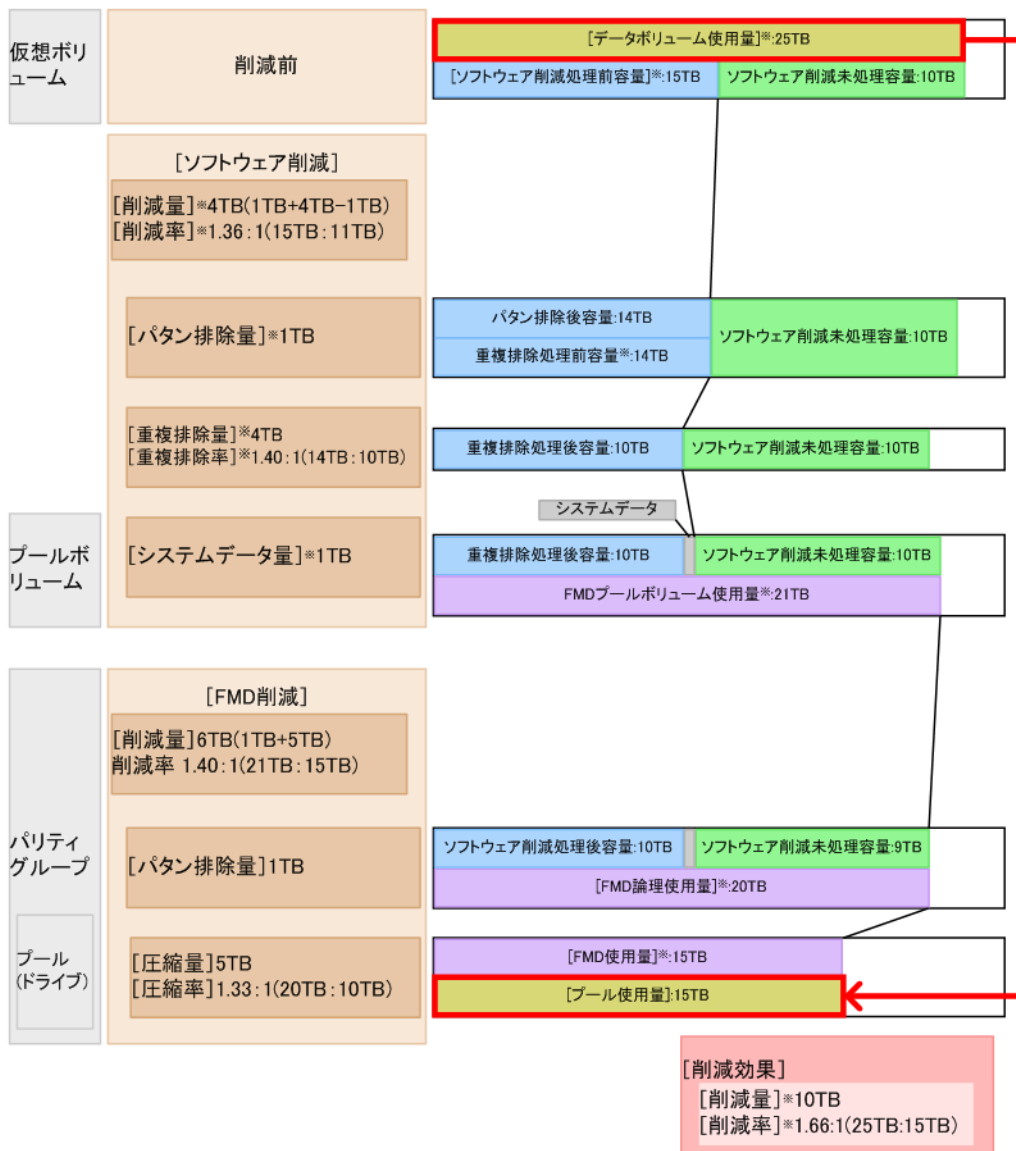 仮想ボリ
ューム
削減前
[データボリューム使用量]※:25TB
[ソフトウェア削減処理前容量]※:15TB
ソフトウェア削減未処理容量:10TB
[ソフトウェア削減]
[削減量]※4TB(1TB+4TB-1TB)
[削減率]※1.36:1(15TB:11TB)
[パタン排除量]※1TB
パタン排除後容量:14TB
重複排除処理前容量※:14TB
ソフトウェア削減未処理容量:10TB
[重複排除量]※4TB
[重複排除率]※1.40:1(14TB:10TB)
重複排除処理後容量:10TB
ソフトウェア削減未処理容量:10TB
システムデータ
プールボ
リューム
[システムデータ量]※1TB
重複排除処理後容量:10TB
ソフトウェア削減未処理容量:10TB
FMDプールボリューム使用量※:21TB
[FMD削減]
[削減量]6TB(1TB+5TB)
削減率 1.40:1(21TB:15TB)
パリティ
グループ
[パタン排除量]1TB
ソフトウェア削減処理後容量:10TB
ソフトウェア削減未処理容量:9TB
[FMD論理使用量]※:20TB
プール
(ドライブ)
[圧縮量]5TB
[圧縮率]1.33:1(20TB:10TB)
[FMD使用量]※:15TB
[プール使用量]:15TB
[削減効果]
[削減量]※10TB
[削減率]※1.66:1(25TB:15TB)